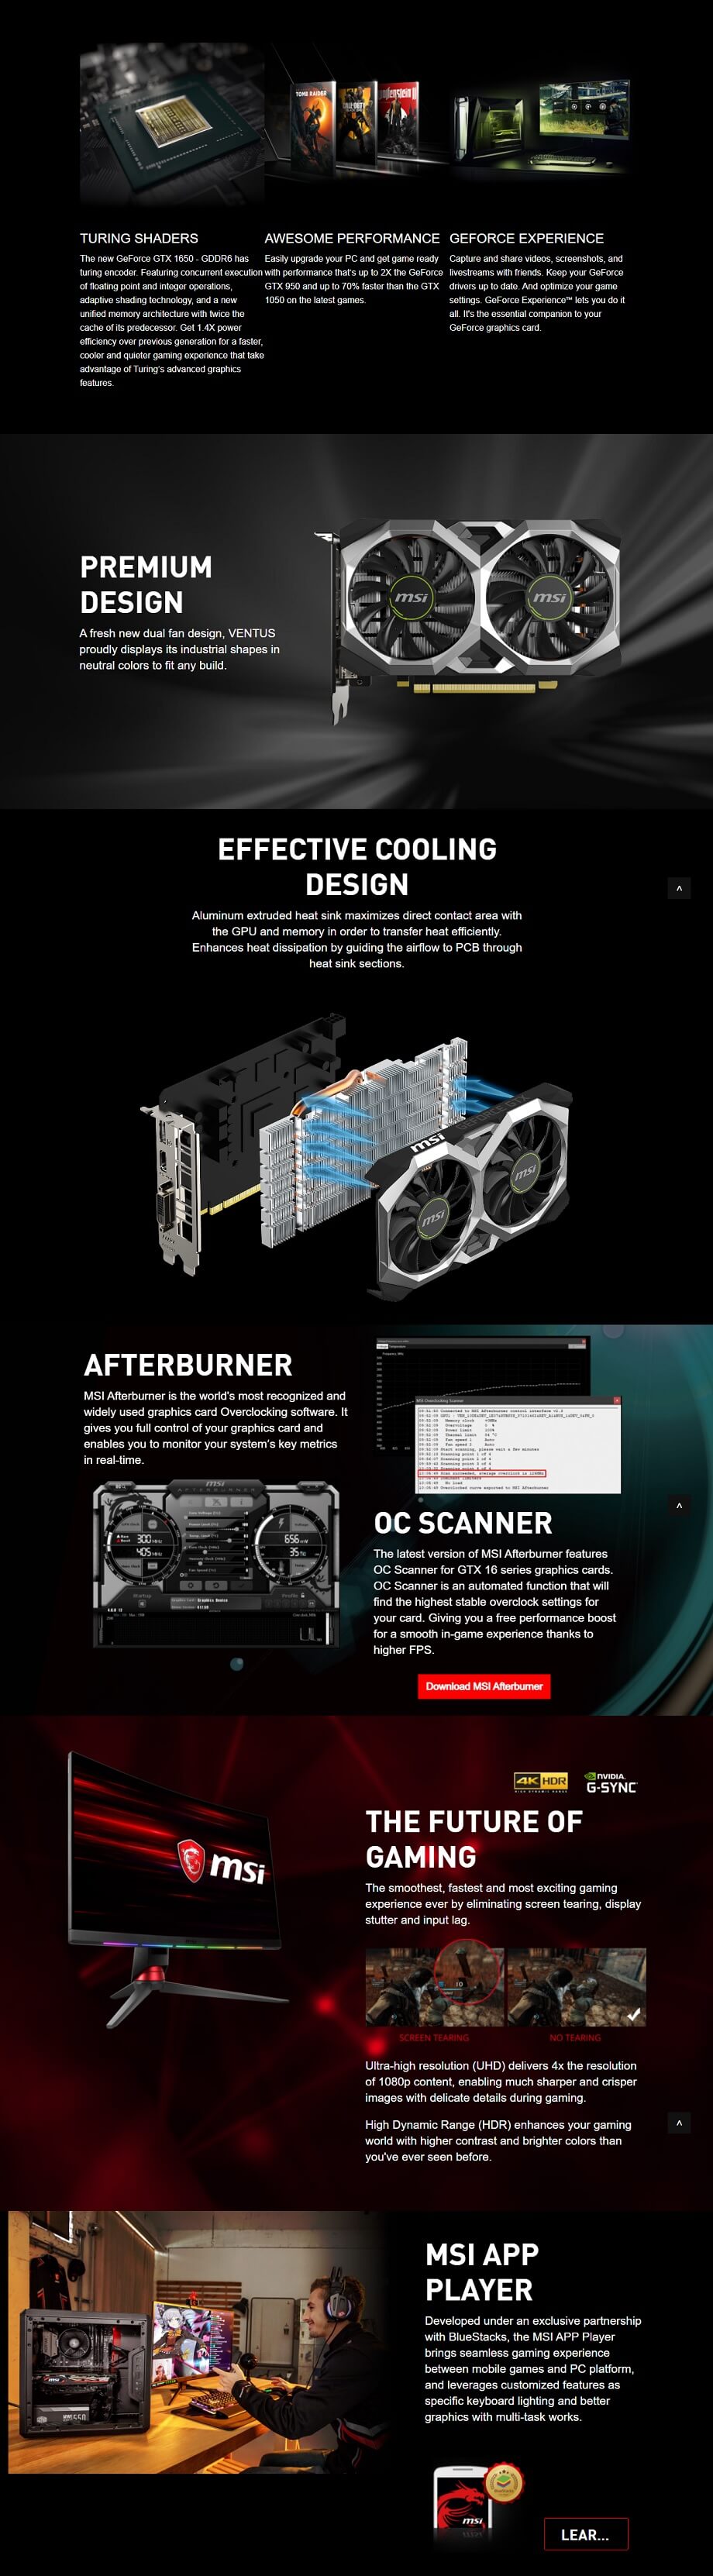 TOMB RAIDER
TURING SHADERS
The new GeForce GTX 1650 - GDDR6 has
turing encoder. Featuring concurrent execution
of floating point and integer operations,
adaptive shading technology, and a new
unified memory architecture with twice the
cache of its predecessor. Get 1.4X power
efficiency over previous generation for a faster,
cooler and quieter gaming experience that take
advantage of Turing's advanced graphics
features.
AWESOME PERFORMANCE
Easily upgrade your PC and get game ready
with performance that's up to 2X the GeForce
GTX 950 and up to 70% faster than the GTX
1050 on the latest games.
GEFORCE EXPERIENCE
Capture and share videos, screenshots, and
livestreams with friends. Keep your GeForce
drivers up to date. And optimize your game
settings. GeForce Experience™ lets you do it
all. It's the essential companion to your
GeForce graphics card.
PREMIUM
DESIGN
A fresh new dual fan design, VENTUS
proudly displays its industrial shapes in
neutral colors to fit any build.
msi
msi
EFFECTIVE COOLING
DESIGN
Aluminum extruded heat sink maximizes direct contact area with
the GPU and memory in order to transfer heat efficiently.
Enhances heat dissipation by guiding the airflow to PCB through
heat sink sections.
msi
msi
msi
AFTERBURNER
MSI Afterburner is the world's most recognized and
widely used graphics card Overclocking software. It
gives you full control of your graphics card and
enables you to monitor your system's key metrics
in real-time.
msi
AFTERBURNER
300 MHz
405 MHz
656 mV
35 °C
OC SCANNER
The latest version of MSI Afterburner features
OC Scanner for GTX 16 series graphics cards.
OC Scanner is an automated function that will
find the highest stable overclock settings for
your card. Giving you a free performance boost
for a smooth in-game experience thanks to
higher FPS.
Download MSI Afterburner
msi
4K HDR
NVIDIA.
G-SYNC
THE FUTURE OF
GAMING
The smoothest, fastest and most exciting gaming
experience ever by eliminating screen tearing, display
stutter and input lag.
SCREEN TEARING
NO TEARING
Ultra-high resolution (UHD) delivers 4x the resolution
of 1080p content, enabling much sharper and crisper
images with delicate details during gaming.
High Dynamic Range (HDR) enhances your gaming
world with higher contrast and brighter colors than
you've ever seen before.
MSI APP
PLAYER
Developed under an exclusive partnership
with BlueStacks, the MSI APP Player
brings seamless gaming experience
between mobile games and PC platform,
and leverages customized features as
specific keyboard lighting and better
graphics with multi-task works.
msi
LEAR...